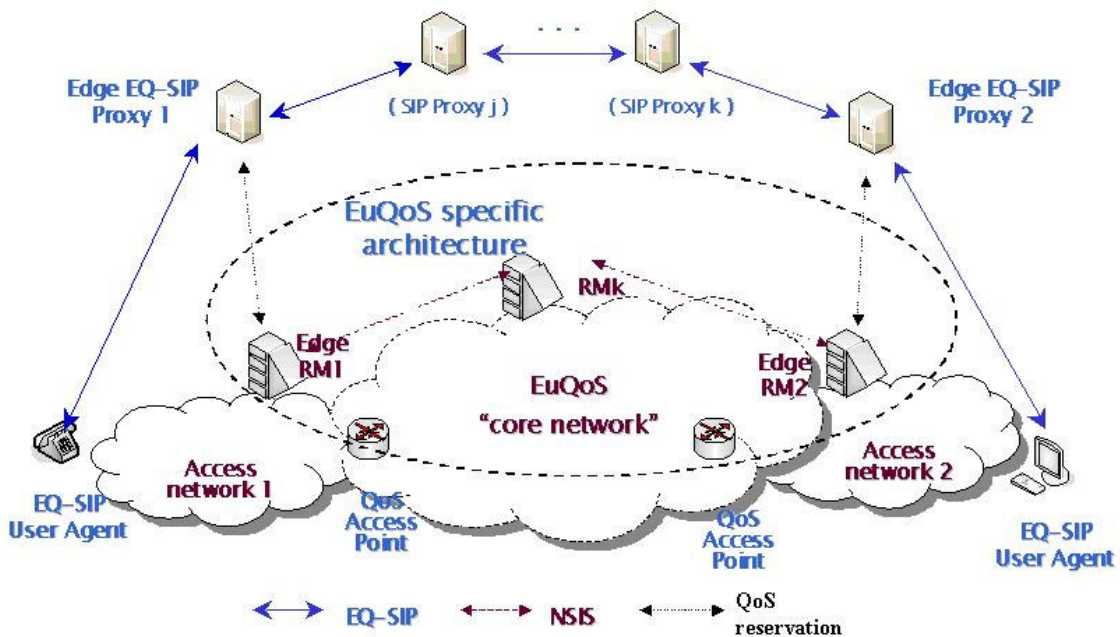 . . .
Edge EQ-SIP
Proxy 1
( SIP Proxy j )
( SIP Proxy k )
Edge EQ-SIP
Proxy 2
EuQoS specific
architecture
RMk
Edge
RM1
Edge
RM2
EuQoS
“core network”
Access
network 1
Access
network 2
EQ-SIP
User Agent
QoS
Access
Point
QoS
Access
Point
EQ-SIP
User Agent
EQ-SIP
NSIS
QoS
reservation